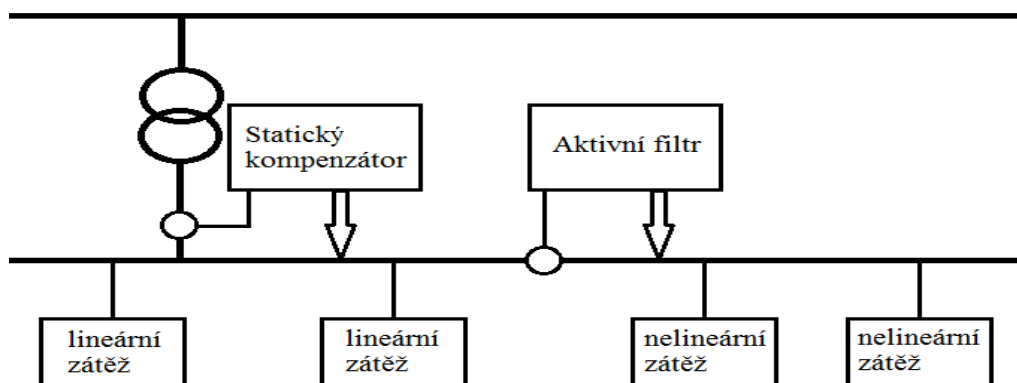 Statický
kompenzátor
Aktivní filtr
lineární
zátěž
lineární
zátěž
nelineární
zátěž
nelineární
zátěž